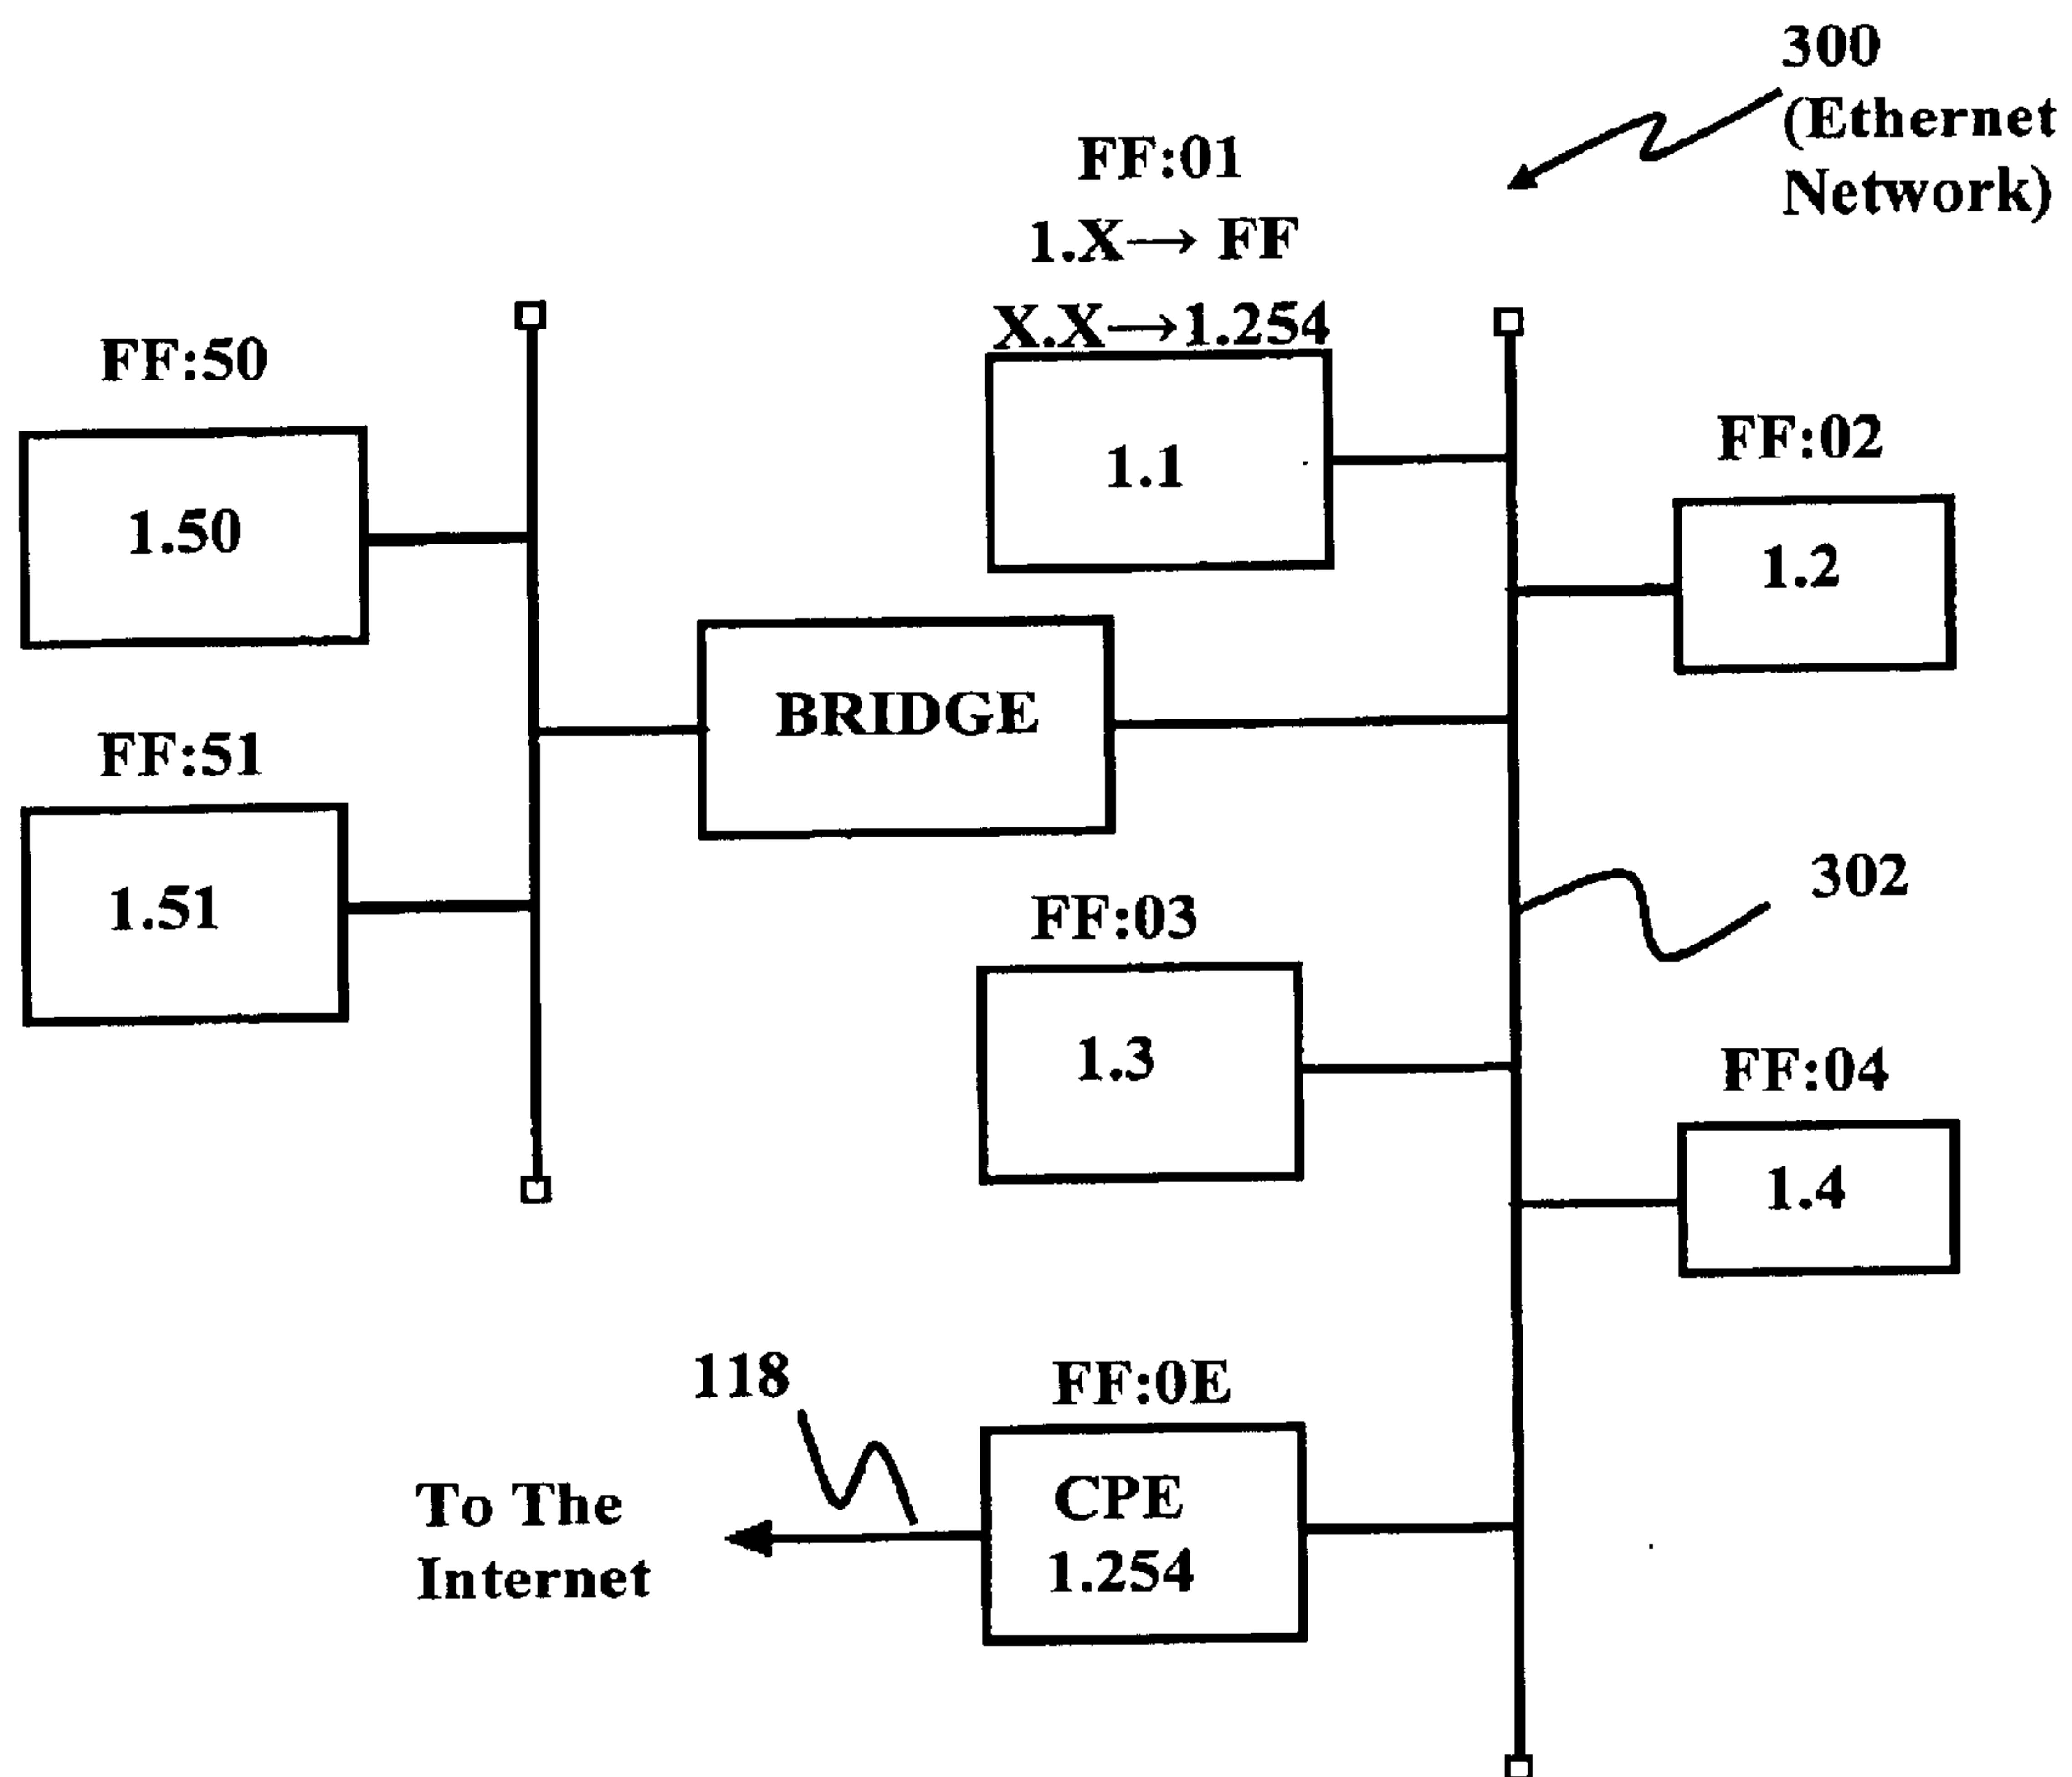 300
(Ethernet
Network)
FF:01
1.X→ FF
X.X→1.254
1.1
FF:50
1.50
FF:02
1.2
BRIDGE
FF:51
1.51
302
FF:03
1.3
FF:04
1.4
118
FF:0E
CPE
1.254
To The
Internet